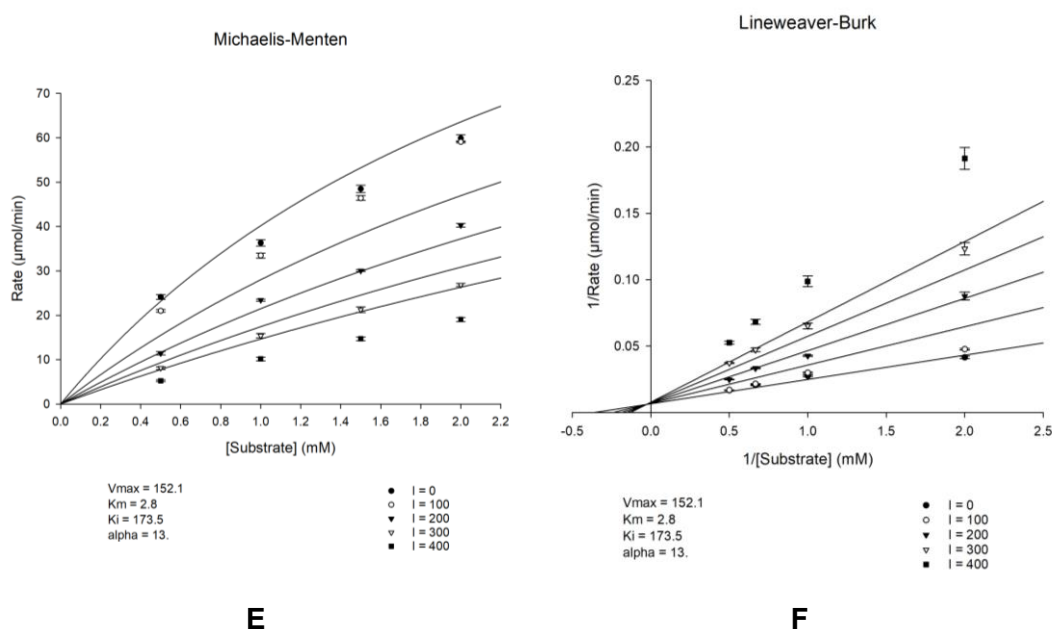 Michaelis-Menten
70
60
50
40
30
20
10
0
Rate (µmol/min)
0.0 0.2 0.4 0.6 0.8 1.0 1.2 1.4 1.6 1.8 2.0 2.2
[Substrate] (mM)
Vmax = 152.1
Km = 2.8
Ki = 173.5
alpha = 13.
I = 0
I = 100
I = 200
I = 300
I = 400
E
Lineweaver-Burk
0.25
0.20
0.15
0.10
0.05
1/Rate (µmol/min)
-0.5 0.0 0.5 1.0 1.5 2.0 2.5
1/[Substrate] (mM)
Vmax = 152.1
Km = 2.8
Ki = 173.5
alpha = 13.
I = 0
I = 100
I = 200
I = 300
I = 400
F